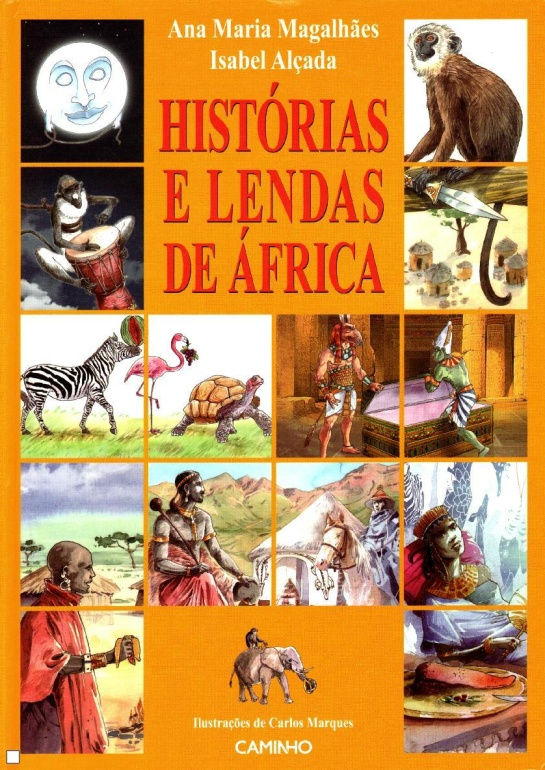 Ana Maria Magalhães
Isabel Alçada
HISTÓRIAS
E LENDAS
DE ÁFRICA
Ilustrações de Carlos Marques
CAMINHO